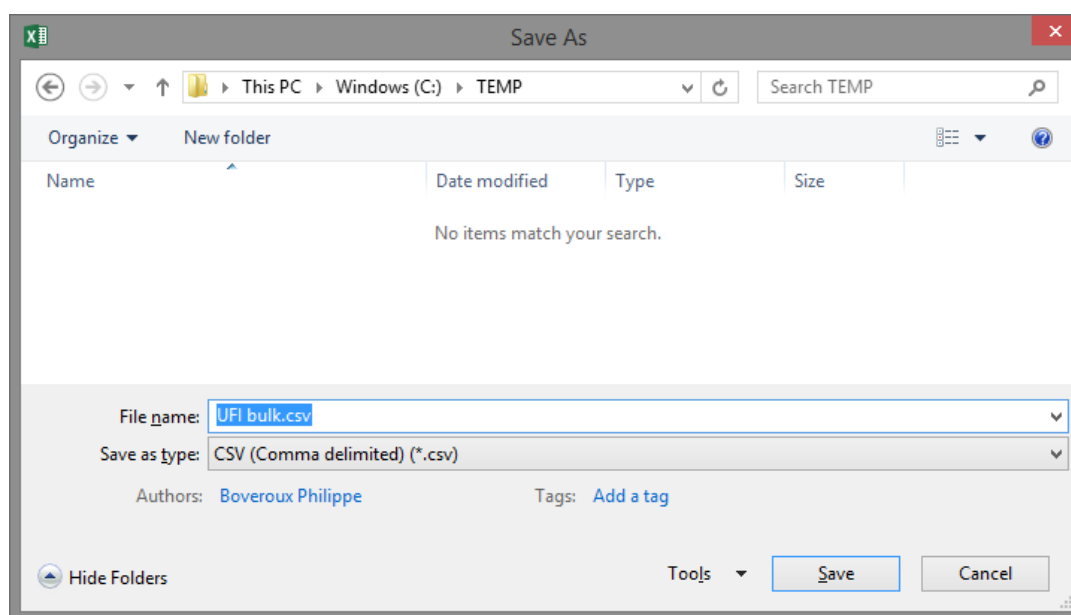 Save As
This PC Windows (C:) TEMP Search TEMP
Organize New folder
Name Date modified Type Size
No items match your search.
File name: UFI bulk.csv
Save as type: CSV (Comma delimited) (*.csv)
Authors: Boveroux Philippe Tags: Add a tag
Hide Folders Tools Save Cancel